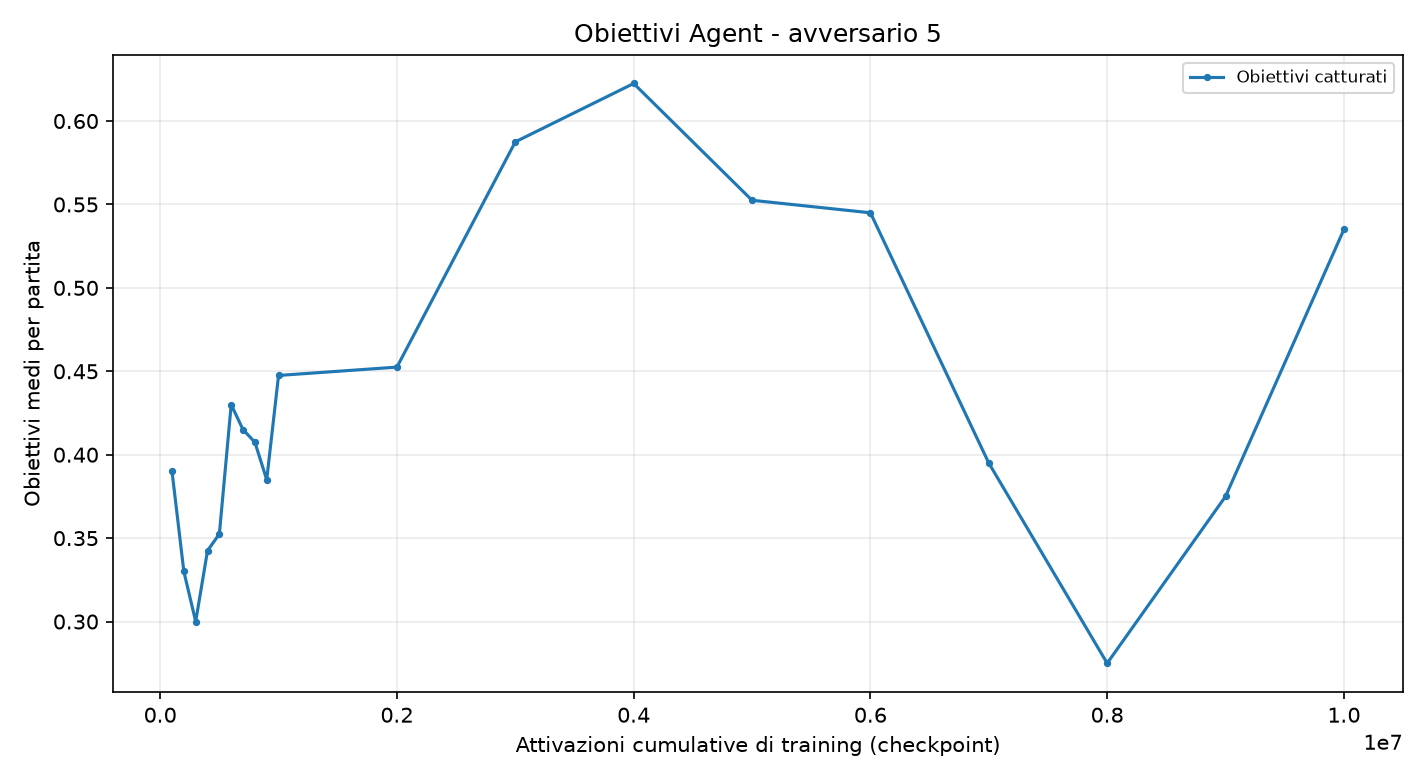 Obiettivi Agent - avversario 5
Obiettivi catturati
Obiettivi medi per partita
0.60
0.55
0.50
0.45
0.40
0.35
0.30
0.0 0.2 0.4 0.6 0.8 1.0
1e7
Attivazioni cumulative di training (checkpoint)